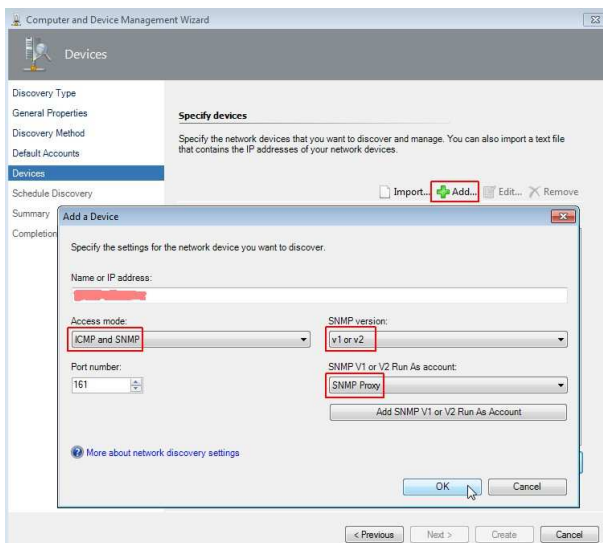 Computer and Device Management Wizard
Devices
Discovery Type
General Properties
Discovery Method
Default Accounts
Devices
Schedule Discovery
Summary
Completion
Specify devices
Specify the network devices that you want to discover and manage. You can also import a text file
that contains the IP addresses of your network devices.
Import... Add... Edit... Remove
Add a Device
Specify the settings for the network device you want to discover.
Name or IP address:
Access mode:
ICMP and SNMP
SNMP version:
v1 or v2
Port number:
161
SNMP V1 or V2 Run As account:
SNMP Proxy
Add SNMP V1 or V2 Run As Account
More about network discovery settings
OK Cancel
< Previous Next > Create Cancel